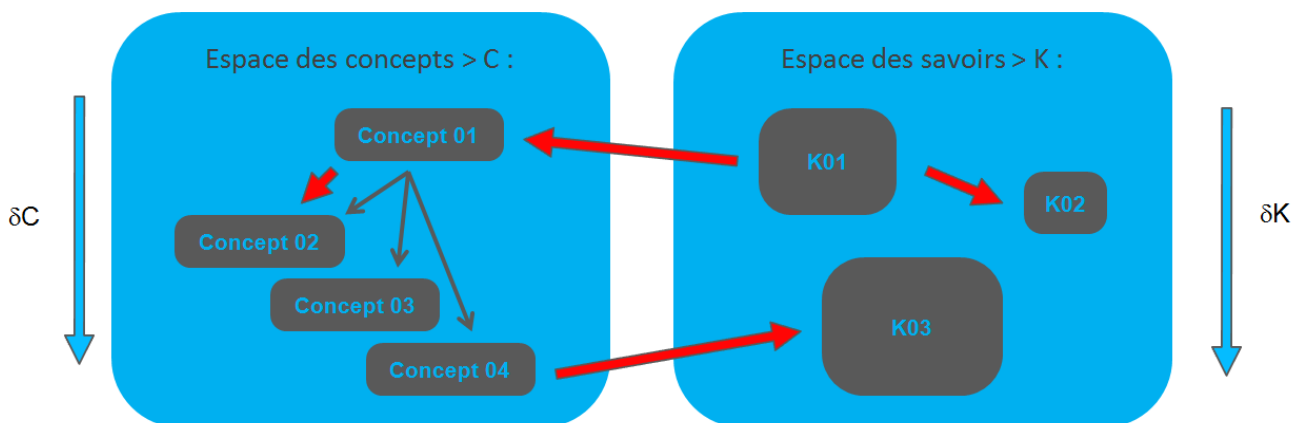 Espace des concepts > C :
Concept 01
Concept 02
Concept 03
Concept 04
δC
Espace des savoirs > K :
K01
K02
K03
δK